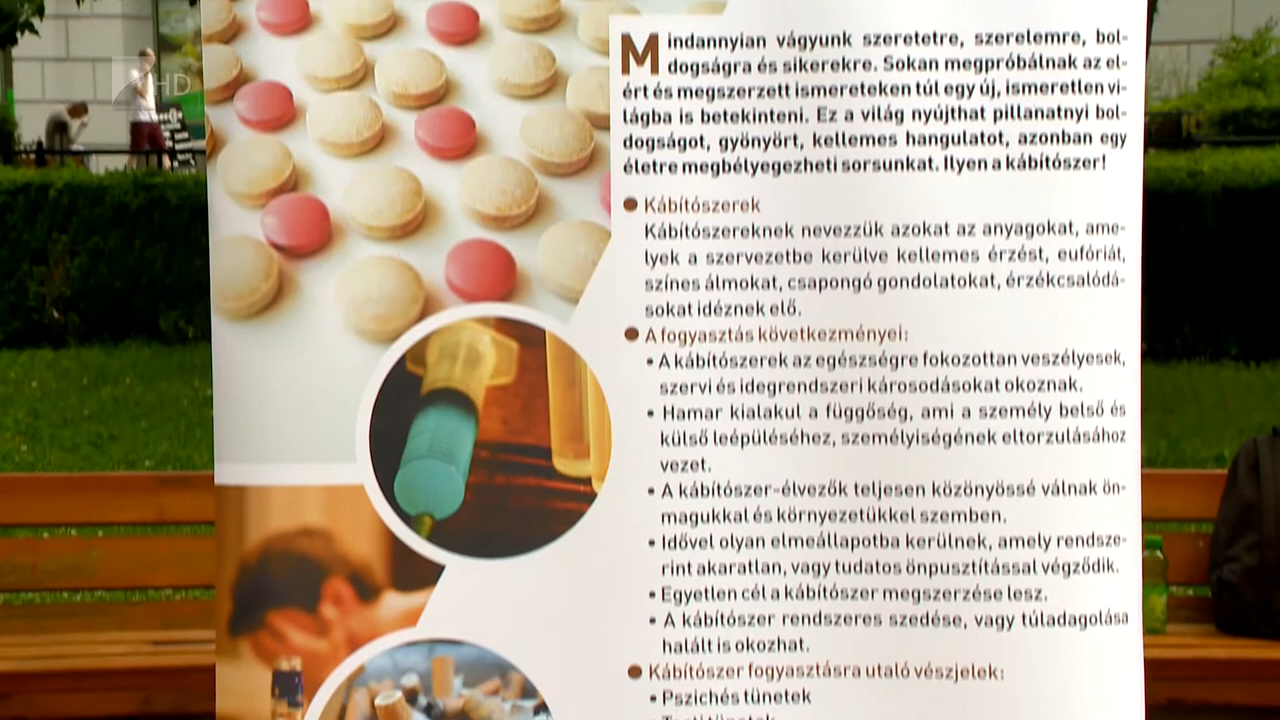 HD
Mindannyian vágyunk szeretetre, szerelemre, bol-
dogságra és sikerekre. Sokan megpróbálnak az el-
ért és megszerzett ismereteken túl egy új, ismeretlen vi-
lágba is betekinteni. Ez a világ nyújthat pillanatnyi bol-
dogságot, gyönyört, kellemes hangulatot, azonban egy
életre megbélyegezheti sorsunkat. Ilyen a kábítószer!
● Kábítószerek
Kábítószereknek nevezzük azokat az anyagokat, ame-
lyek a szervezetbe kerülve kellemes érzést, eufóriát,
színes álmokat, csapongó gondolatokat, érzékcsalódá-
sokat idéznek elő.
● A fogyasztás következményei:
• A kábítószerek az egészségre fokozottan veszélyesek,
szervi és idegrendszeri károsodásokat okoznak.
• Hamar kialakul a függőség, ami a személy belső és
külső leépüléséhez, személyiségének eltorzulásához
vezet.
• A kábítószer-élvezők teljesen közönyössé válnak ön-
magukkal és környezetükkel szemben.
• Idővel olyan elmeállapotba kerülnek, amely rendsze-
rint akaratlan, vagy tudatos önpusztítással végződik.
• Egyetlen cél a kábítószer megszerzése lesz.
• A kábítószer rendszeres szedése, vagy túladagolása
halált is okozhat.
● Kábítószer fogyasztásra utaló vészjelek:
• Pszichés tünetek
• Testi tünetek